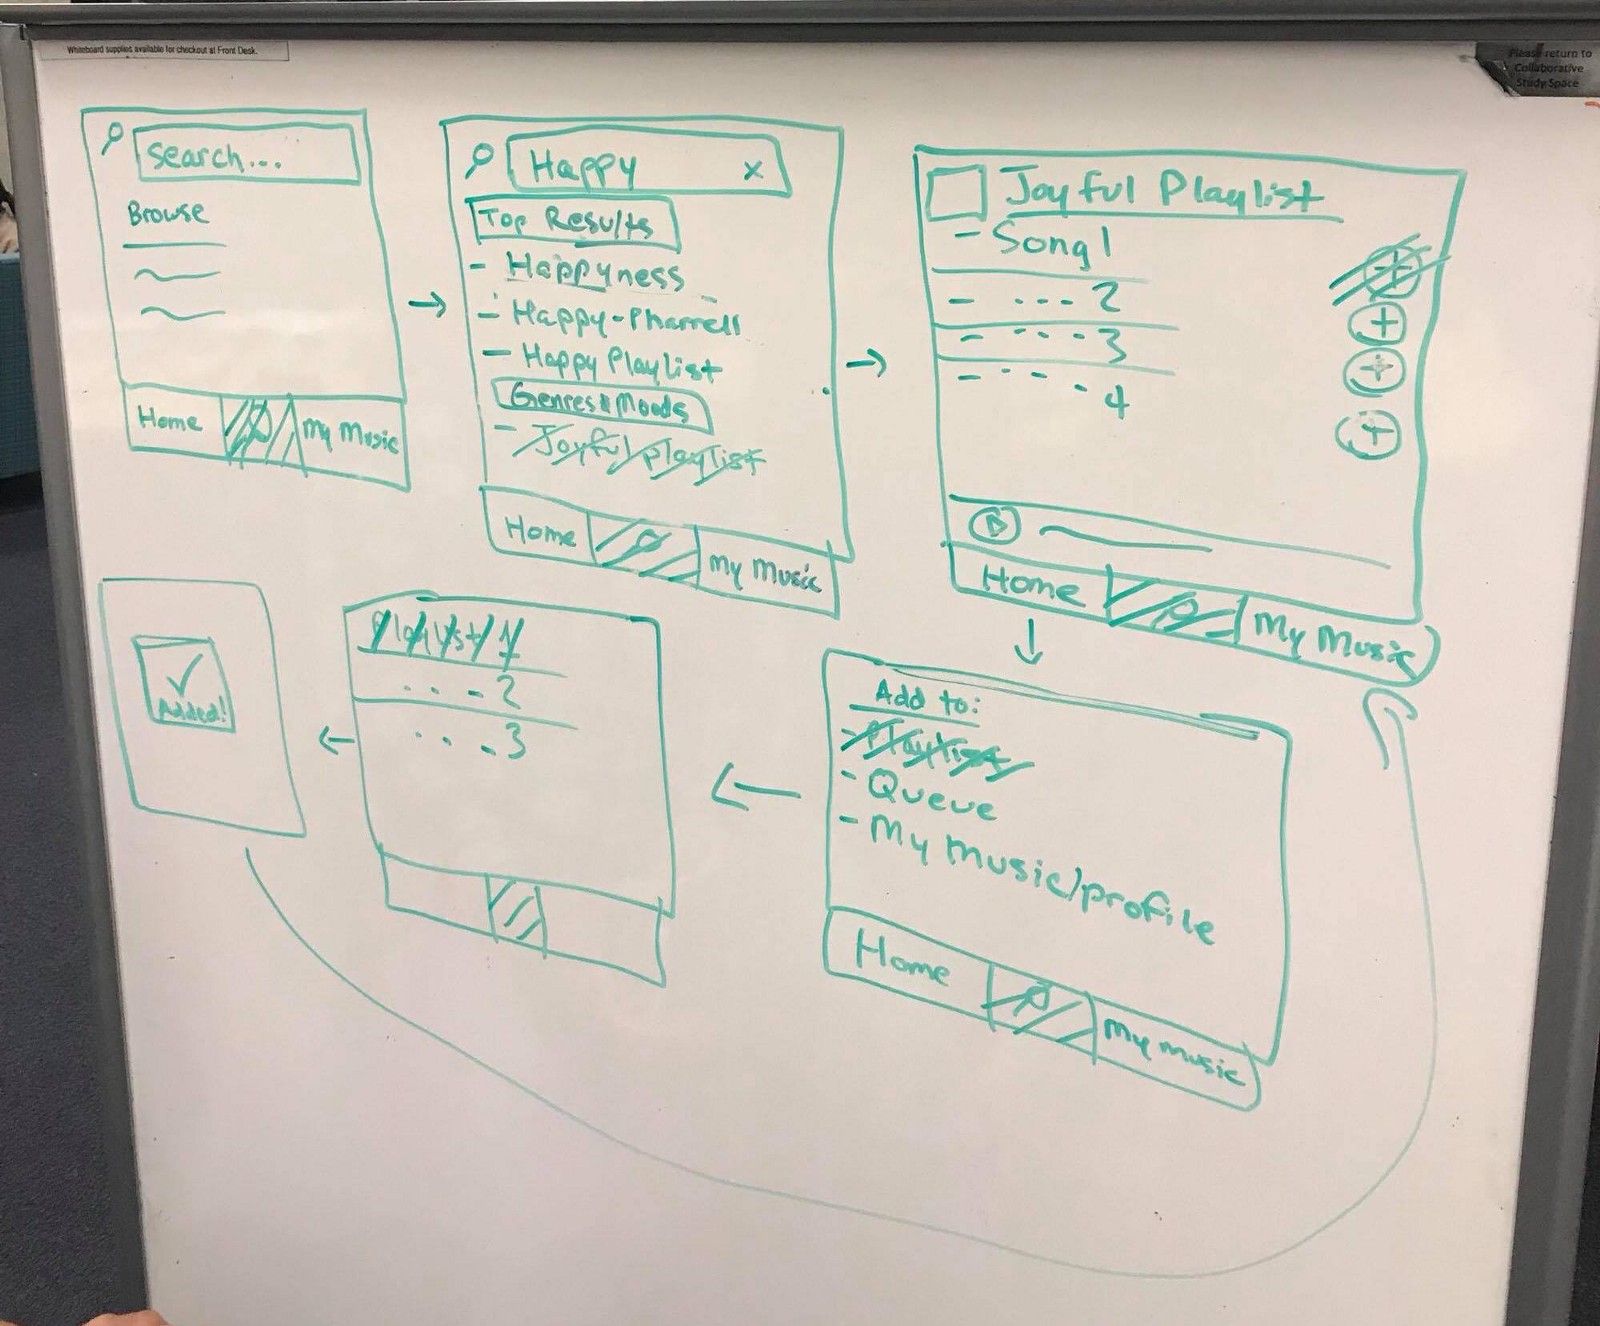 Whiteboard supplies available for checkout at Front Desk.
Please return to
Collaborative
Study Space
search...
Browse
Home
My Music
Happy x
Top Results
- Happyness
- Happy-Pharrell
- Happy Playlist
Genres & Moods
- Joyful playlist
Home
My Music
Joyful Playlist
- Song 1
- ... - 2
- ... - 3
- ... - 4
Home
My Music
Add to:
- Playlist
- Queue
- My music/profile
Home
My music
Playlist 1
... - 2
... - 3
Added!